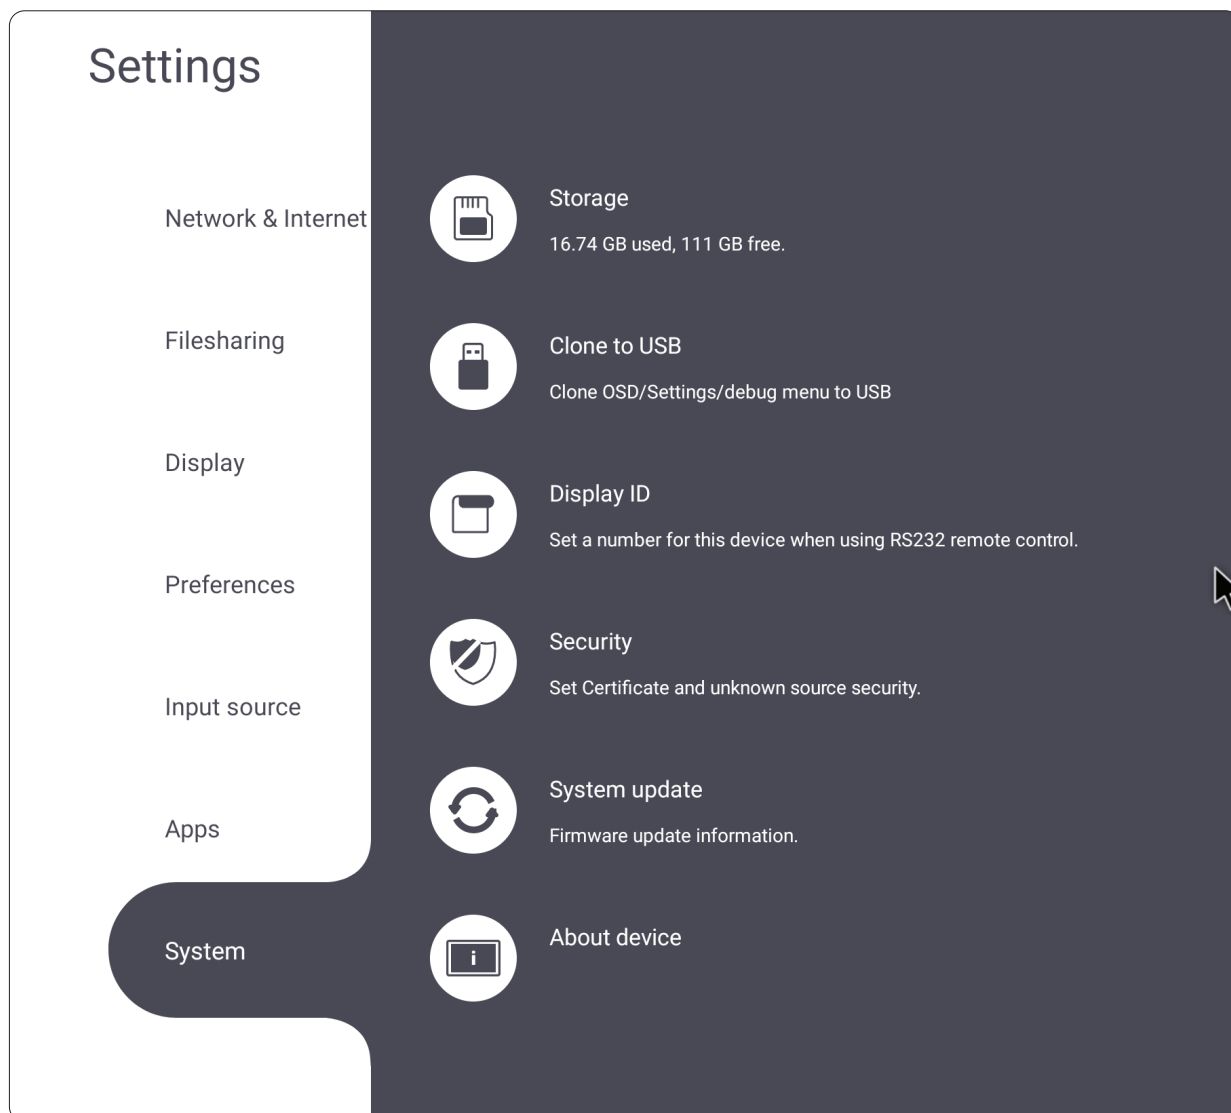 Settings
Network & Internet
Filesharing
Display
Preferences
Input source
Apps
System
Storage
16.74 GB used, 111 GB free.
Clone to USB
Clone OSD/Settings/debug menu to USB
Display ID
Set a number for this device when using RS232 remote control.
Security
Set Certificate and unknown source security.
System update
Firmware update information.
About device
i